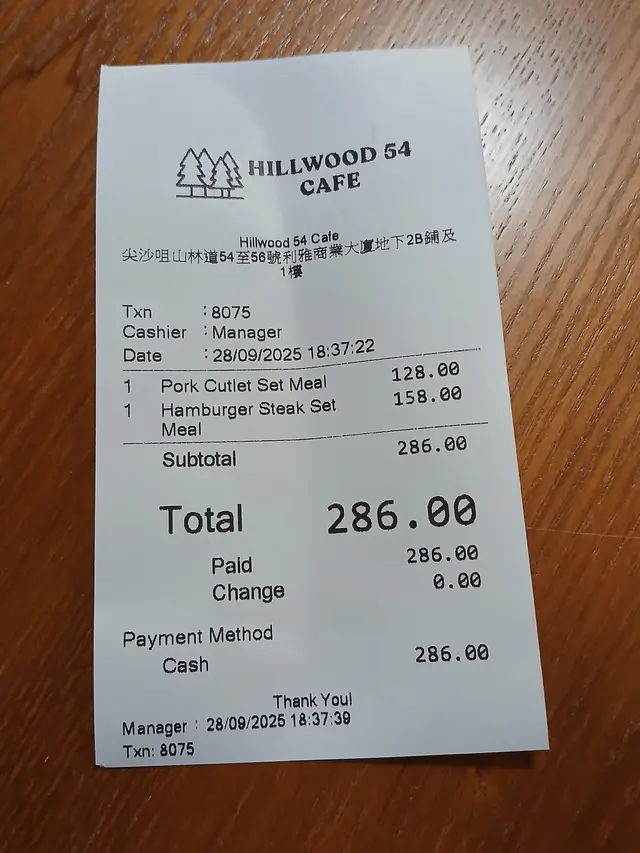 HILLWOOD 54
CAFE
Hillwood 54 Cafe
尖沙咀山林道54至56號利雅商業大廈地下2B鋪及
1樓
Txn : 8075
Cashier : Manager
Date : 28/09/2025 18:37:22
1 Pork Cutlet Set Meal 128.00
1 Hamburger Steak Set 158.00
Meal
Subtotal 286.00
Total 286.00
Paid 286.00
Change 0.00
Payment Method
Cash 286.00
Thank You!
Manager : 28/09/2025 18:37:39
Txn: 8075